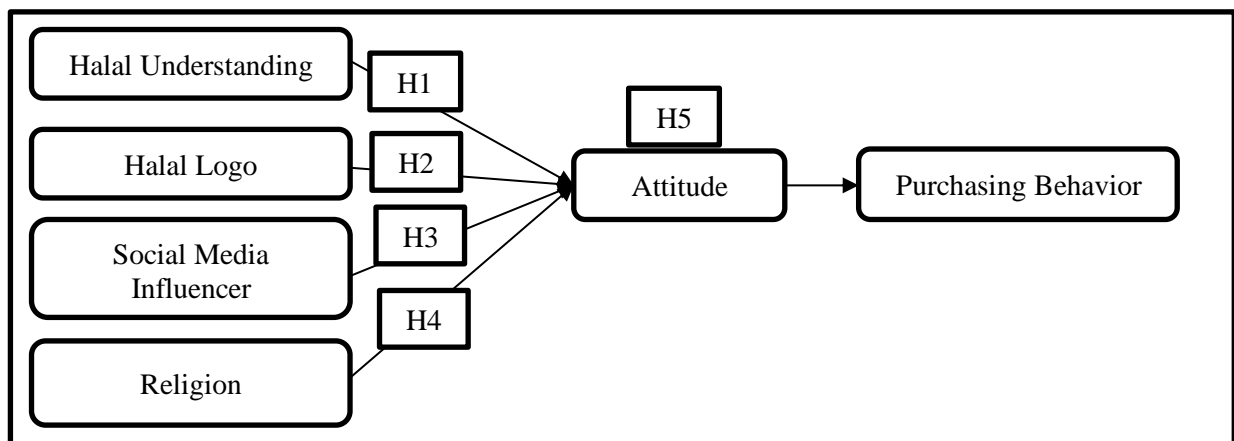 Halal Understanding
H1
H5
Halal Logo
H2
Attitude
Purchasing Behavior
Social Media
Influencer
H3
H4
Religion